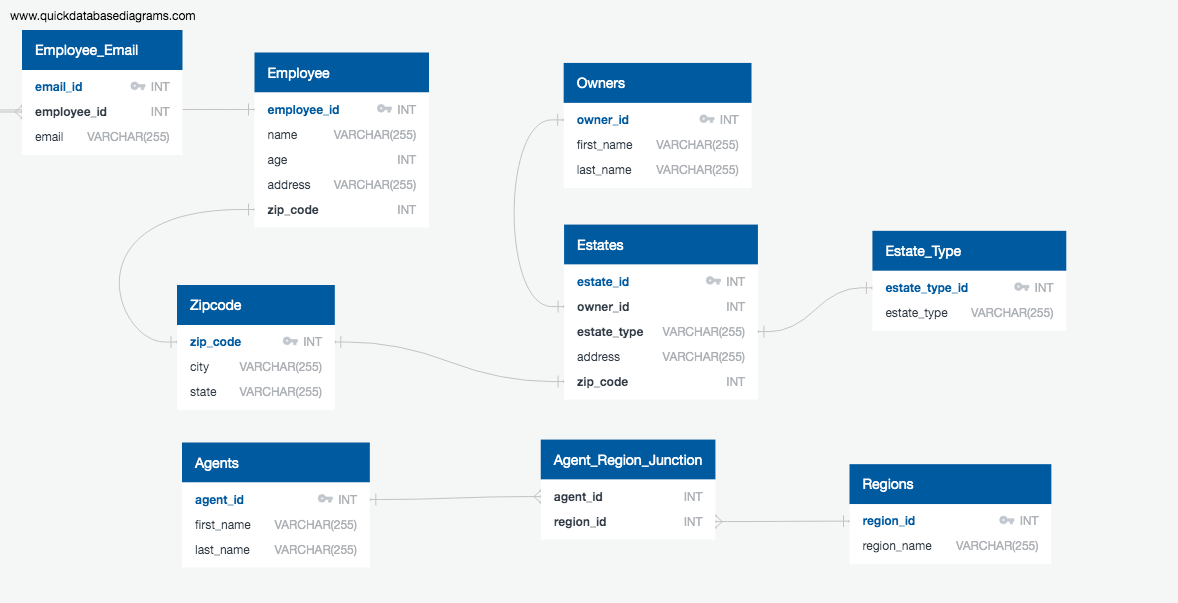 www.quickdatabasediagrams.com
Employee_Email
email_id INT
employee_id INT
email VARCHAR(255)
Employee
employee_id INT
name VARCHAR(255)
age INT
address VARCHAR(255)
zip_code INT
Owners
owner_id INT
first_name VARCHAR(255)
last_name VARCHAR(255)
Estates
estate_id INT
owner_id INT
estate_type VARCHAR(255)
address VARCHAR(255)
zip_code INT
Estate_Type
estate_type_id INT
estate_type VARCHAR(255)
Zipcode
zip_code INT
city VARCHAR(255)
state VARCHAR(255)
Agents
agent_id INT
first_name VARCHAR(255)
last_name VARCHAR(255)
Agent_Region_Junction
agent_id INT
region_id INT
Regions
region_id INT
region_name VARCHAR(255)